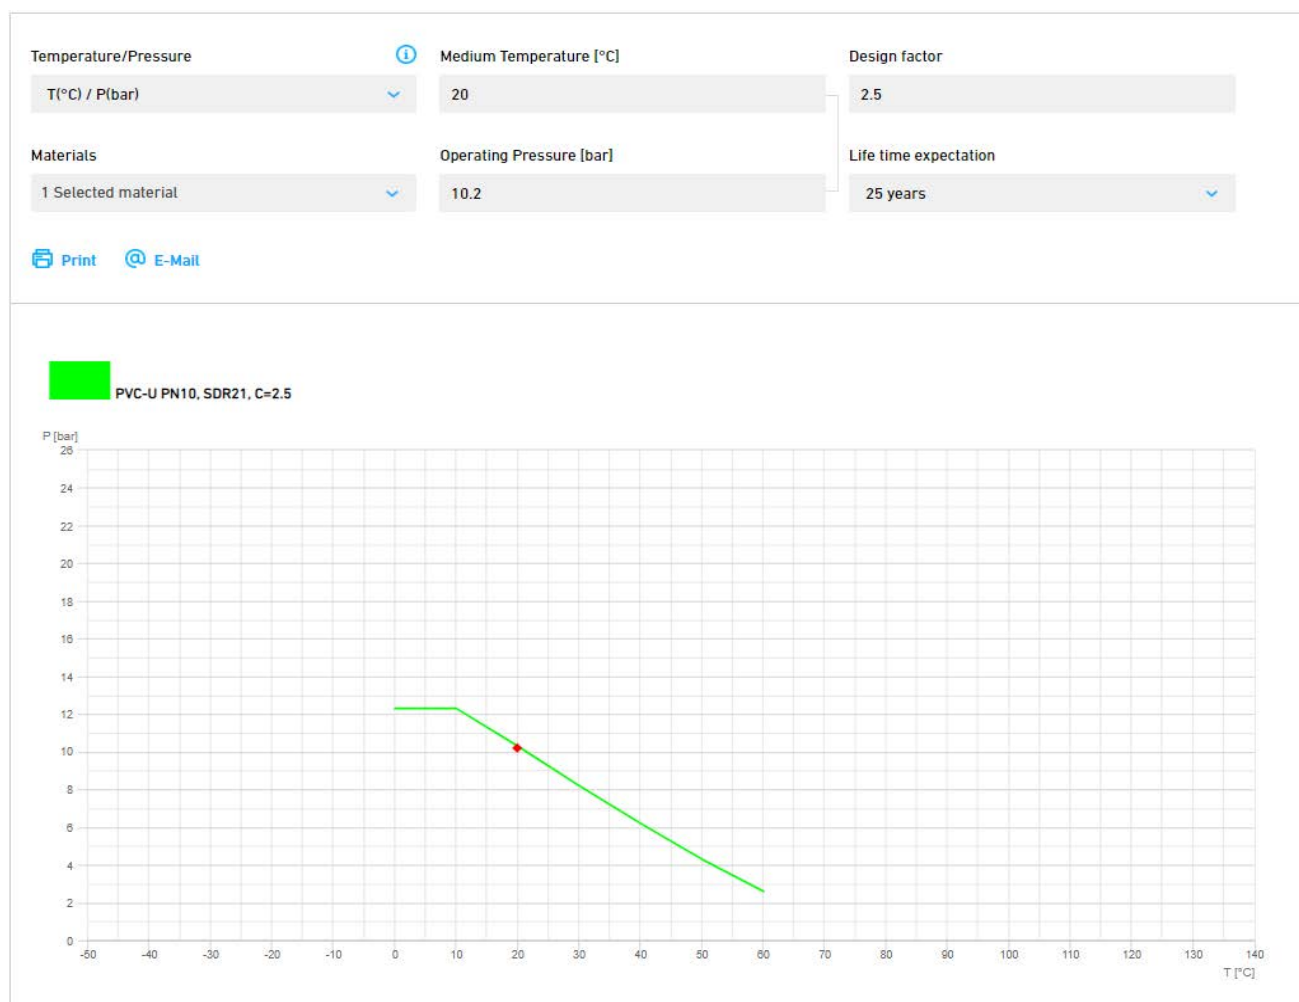 Temperature/Pressure
Medium Temperature [°C]
Design factor
T(°C) / P(bar)
20
2.5
Materials
Operating Pressure [bar]
Life time expectation
1 Selected material
10.2
25 years
Print
E-Mail
PVC-U PN10, SDR21, C=2.5
P [bar]
26
24
22
20
18
16
14
12
10
8
6
4
2
0
-50 -40 -30 -20 -10 0 10 20 30 40 50 60 70 80 90 100 110 120 130 140
T [°C]